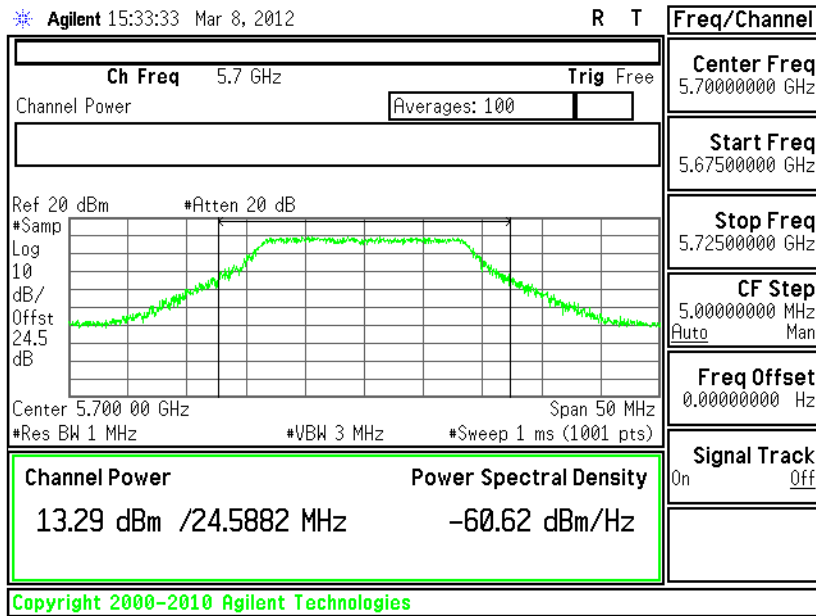 Agilent 15:33:33 Mar 8, 2012 R T
Ch Freq 5.7 GHz Trig Free
Channel Power Averages: 100
Ref 20 dBm #Atten 20 dB
#Samp
Log
10
dB/
Offst
24.5
dB
Center 5.700 00 GHz Span 50 MHz
#Res BW 1 MHz #VBW 3 MHz #Sweep 1 ms (1001 pts)
Channel Power Power Spectral Density
13.29 dBm /24.5882 MHz -60.62 dBm/Hz
Copyright 2000-2010 Agilent Technologies
Freq/Channel
Center Freq
5.70000000 GHz
Start Freq
5.67500000 GHz
Stop Freq
5.72500000 GHz
CF Step
5.00000000 MHz
Auto Man
Freq Offset
0.00000000 Hz
Signal Track
On Off